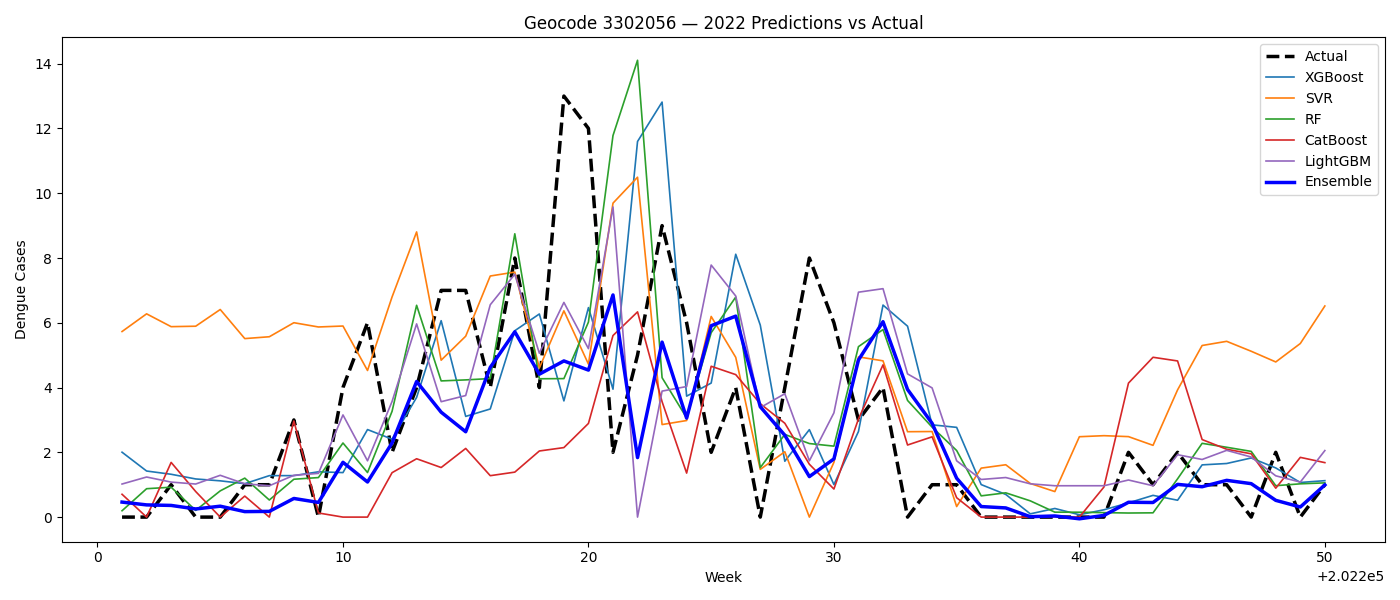 Geocode 3302056 — 2022 Predictions vs Actual
Dengue Cases
14
12
10
8
6
4
2
0
Actual
XGBoost
SVR
RF
CatBoost
LightGBM
Ensemble
0 10 20 30 40 50
Week
+2.022e5